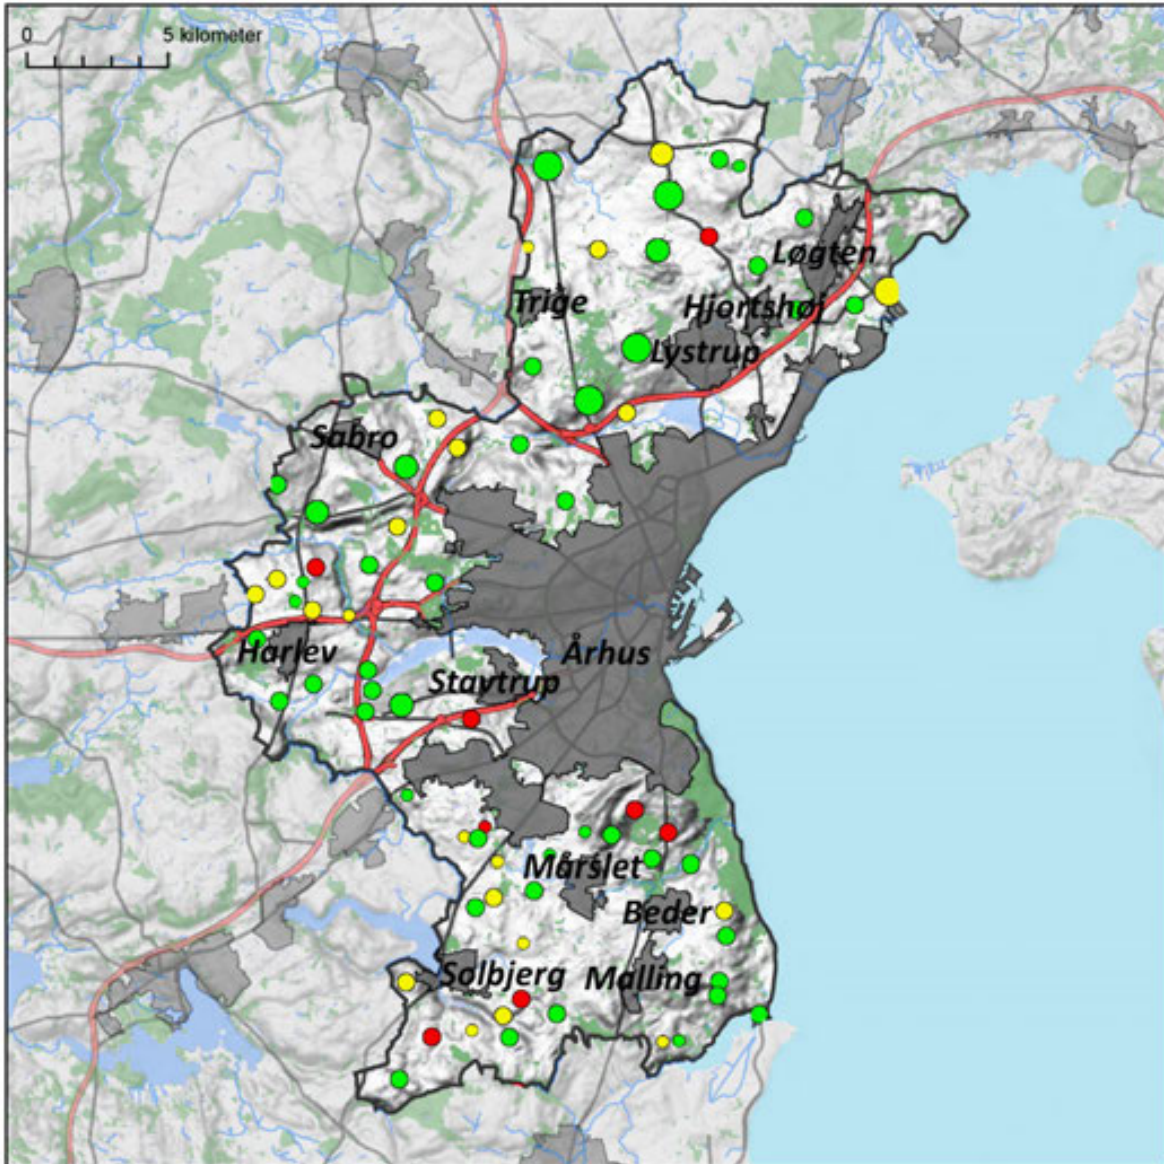 0 5 kilometer
Løgten
Trige
Hjortshøj
Lystrup
Sabro
Harlev
Århus
Stavtrup
Mårslet
Beder
Solbjerg
Malling